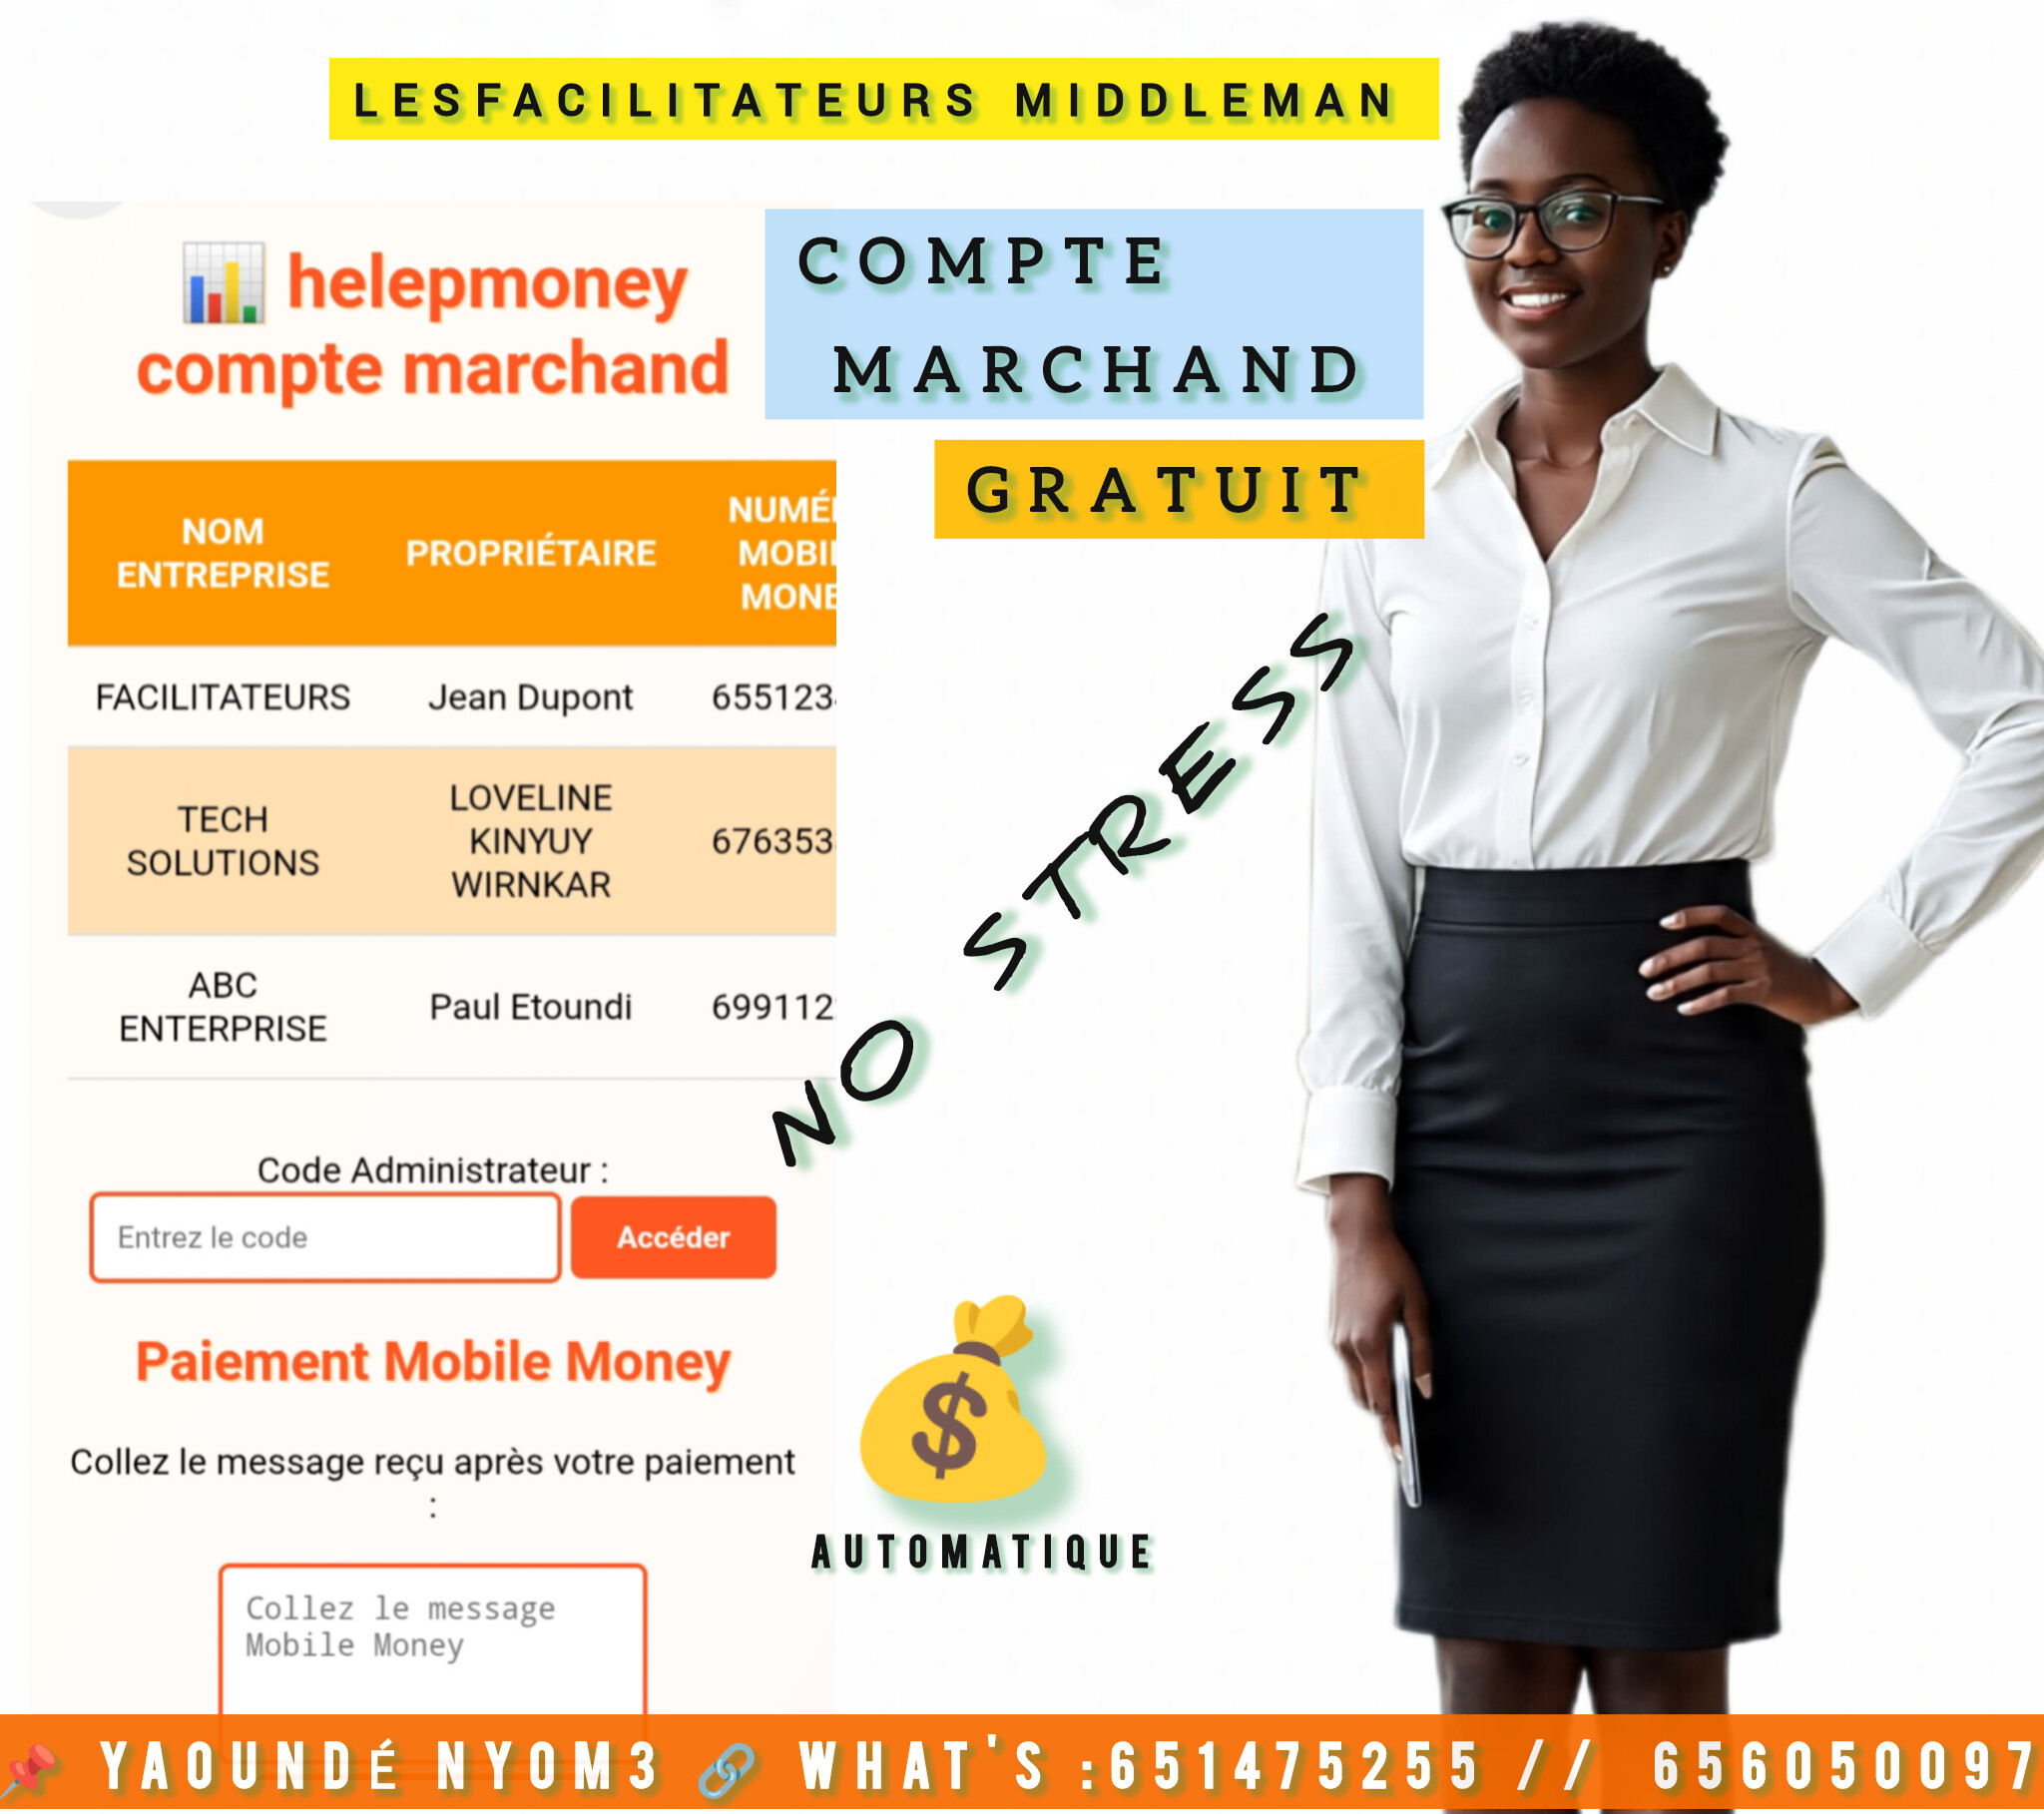 LESFACILITATEURS MIDDLEMAN
COMPTE
MARCHAND
GRATUIT
helepmoney
compte marchand
NOM
ENTREPRISE
PROPRIÉTAIRE
FACILITATEURS Jean Dupont
TECH
SOLUTIONS
LOVELINE
KINYUY
WIRNKAR
ABC
ENTERPRISE
Paul Etoundi
NO STRESS
Code Administrateur :
Entrez le code Accéder
Paiement Mobile Money
Collez le message reçu après votre paiement
:
$
AUTOMATIQUE
Collez le message
Mobile Money
YAOUNDÉ NYOM3 WHAT'S :651475255 // 656050097